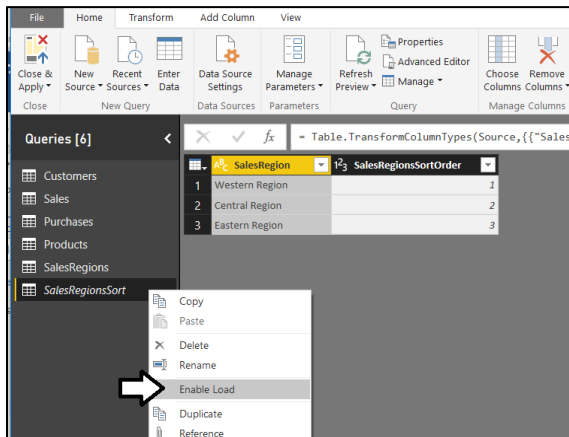 File Home Transform Add Column View
Close & Apply New Source Recent Sources Enter Data Data Source Settings Manage Parameters Refresh Preview Properties Advanced Editor Manage Choose Columns Remove Columns
Close New Query Data Sources Parameters Query Manage Columns
Queries [6] < fx = Table.TransformColumnTypes(Source,{{"Sales
ABC SalesRegion 123 SalesRegionsSortOrder
1 Western Region 1
2 Central Region 2
3 Eastern Region 3
Customers
Sales
Purchases
Products
SalesRegions
SalesRegionsSort
Copy
Paste
Delete
Rename
Enable Load
Duplicate
Reference